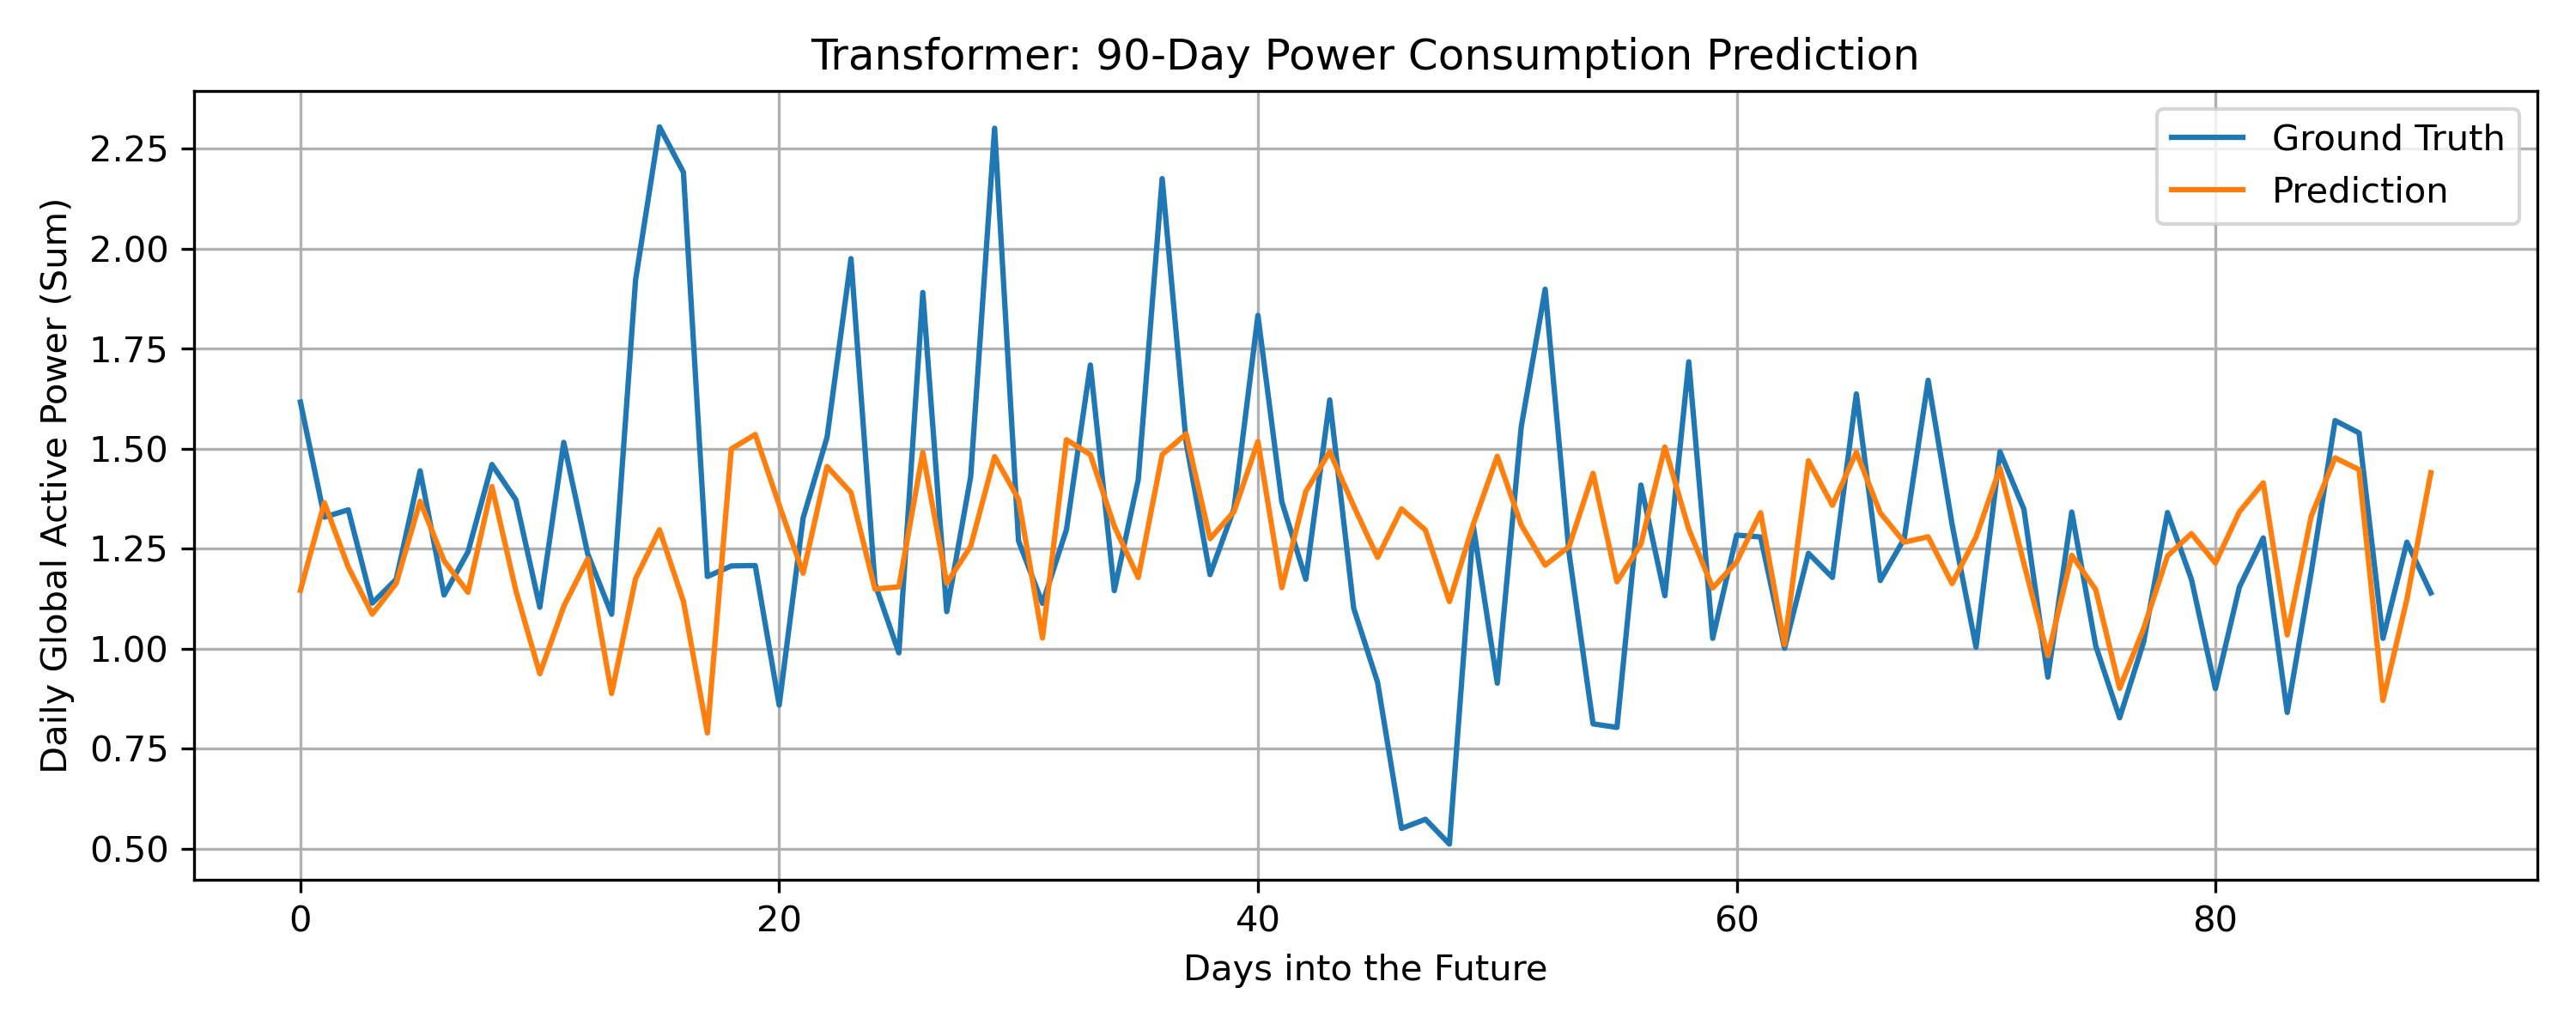 Transformer: 90-Day Power Consumption Prediction
Ground Truth
Prediction
Daily Global Active Power (Sum)
2.25
2.00
1.75
1.50
1.25
1.00
0.75
0.50
0 20 40 60 80
Days into the Future